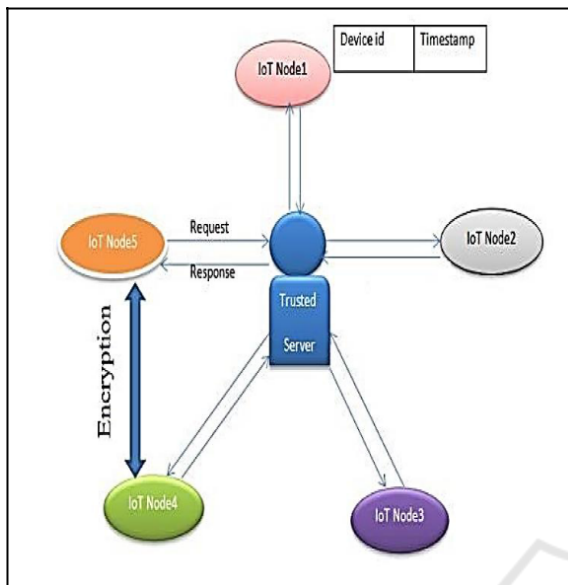 Device id Timestamp
IoT Node1
Request
IoT Node5
IoT Node2
Response
Trusted
Server
Encryption
IoT Node4
IoT Node3